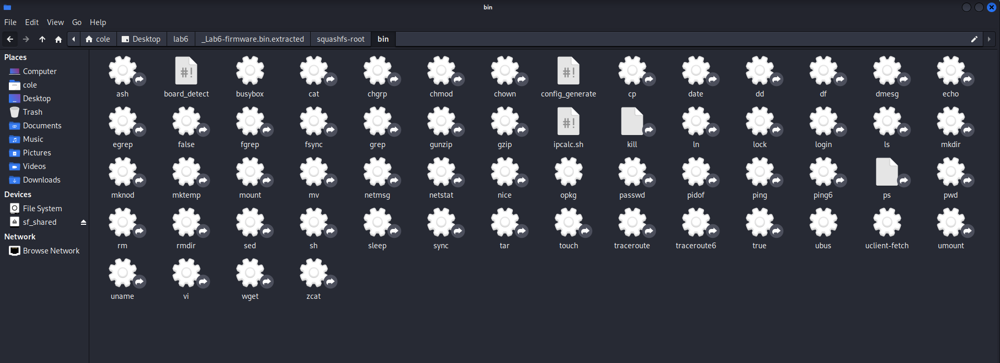 bin
File Edit View Go Help
cole Desktop lab6 _Lab6-firmware.bin.extracted squashfs-root bin
Places
Computer
cole
Desktop
Trash
Documents
Music
Pictures
Videos
Downloads
Devices
File System
sf_shared
Network
Browse Network
#! #!
ash board_detect busybox cat chgrp chmod chown config_generate cp date dd df dmesg echo
#!
egrep false fgrep fsync grep gunzip gzip ipcalc.sh kill ln lock login ls mkdir
mknod mktemp mount mv netmsg netstat nice opkg passwd pidof ping ping6 ps pwd
rm rmdir sed sh sleep sync tar touch traceroute traceroute6 true ubus uclient-fetch umount
uname vi wget zcat